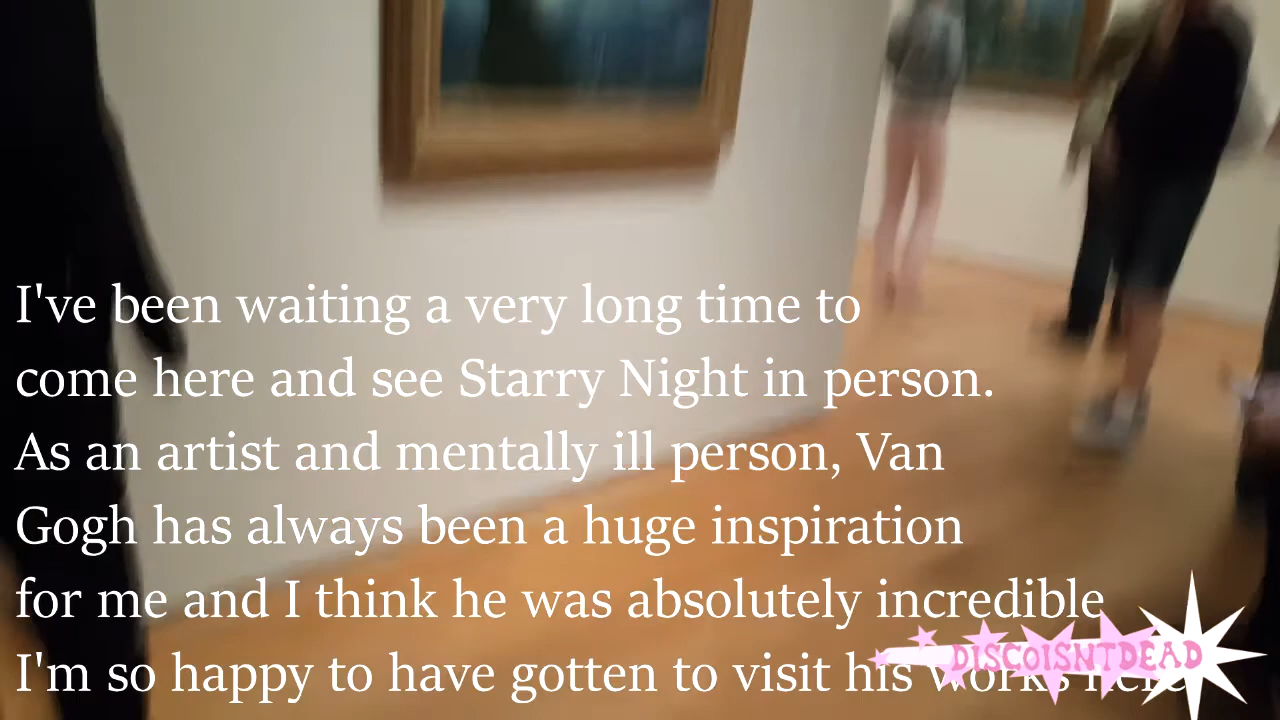 I've been waiting a very long time to
come here and see Starry Night in person.
As an artist and mentally ill person, Van
Gogh has always been a huge inspiration
for me and I think he was absolutely incredible
I'm so happy to have gotten to visit his works here
DISCOISNTDEAD